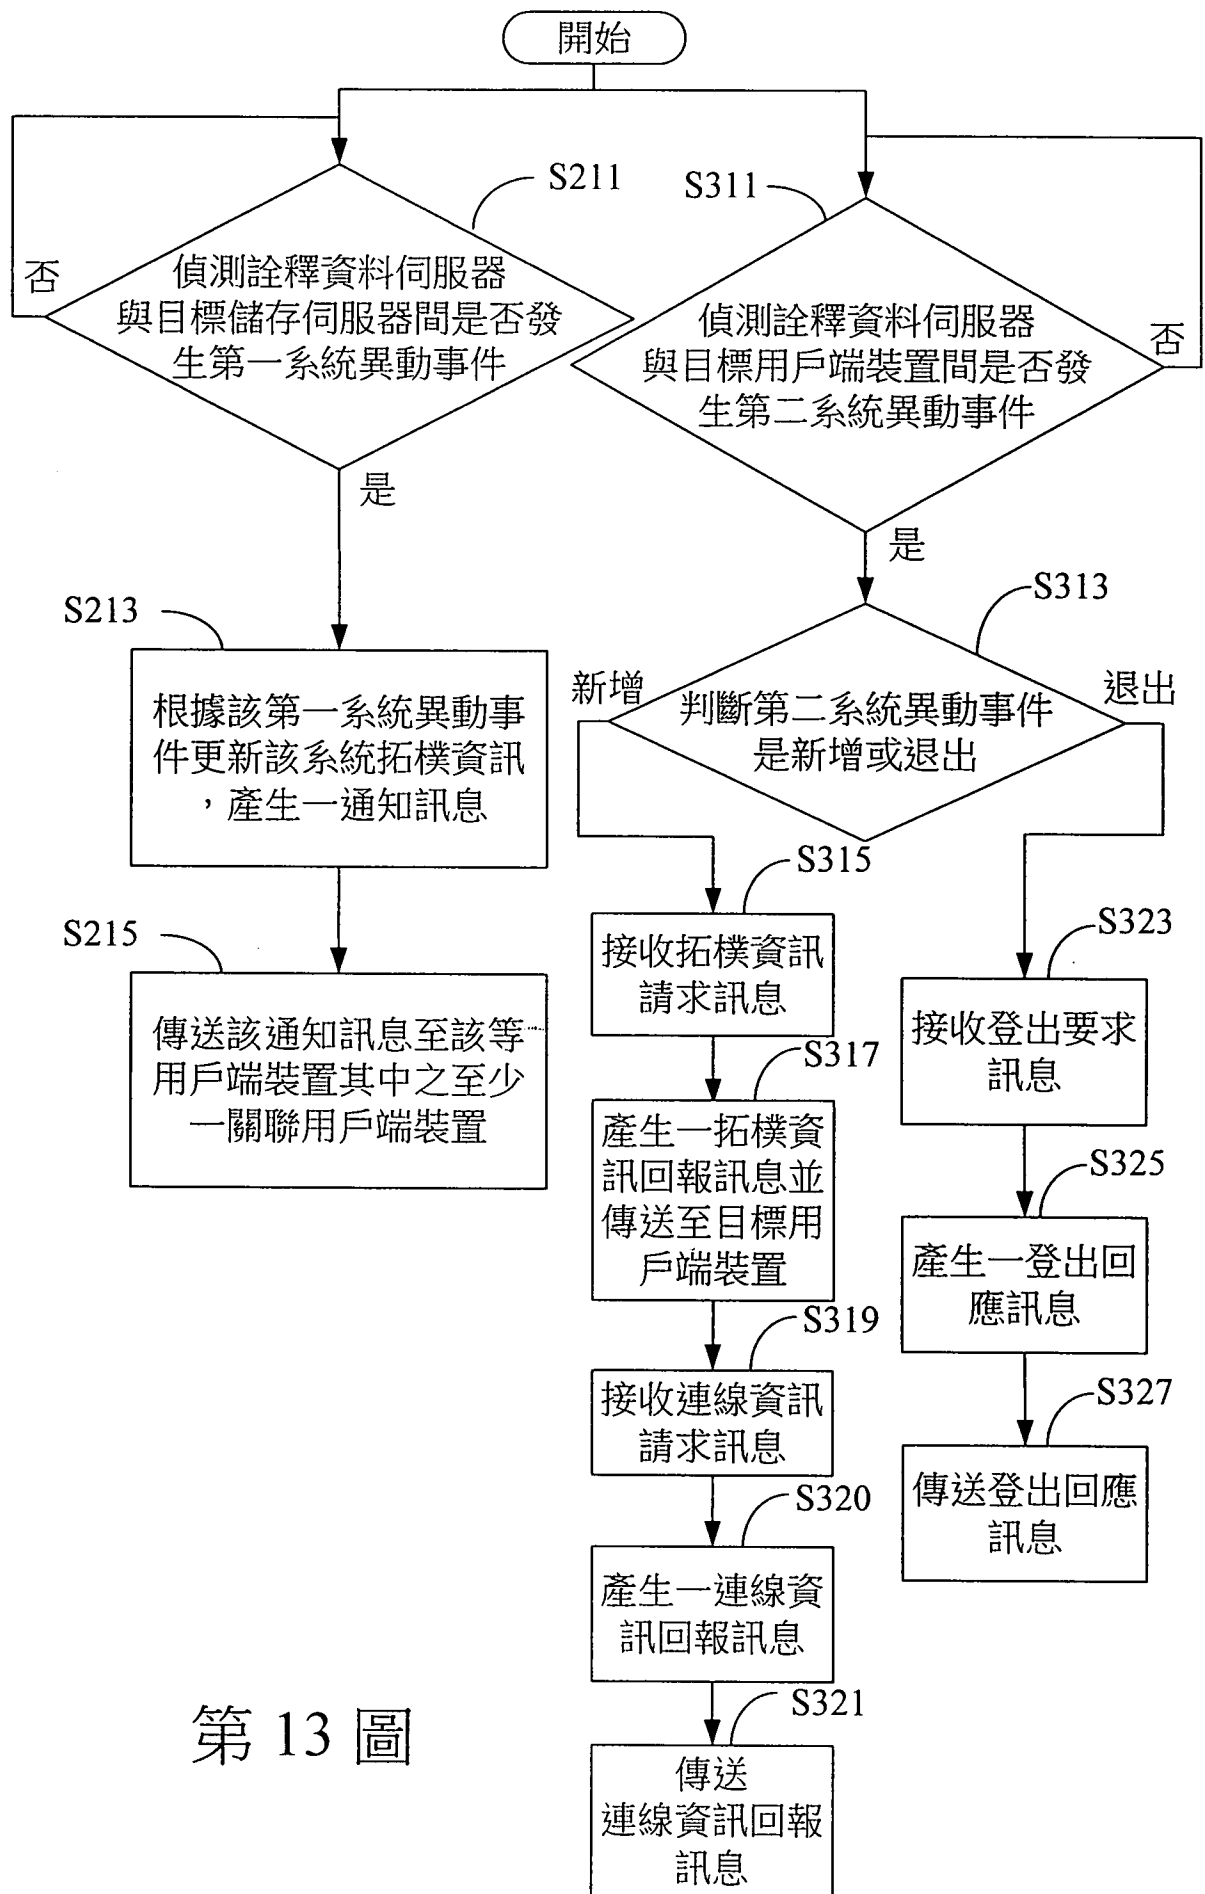 開始
S211
偵測詮釋資料伺服器
與目標儲存伺服器間是否發
生第一系統異動事件
否
是
S213
根據該第一系統異動事
件更新該系統拓樸資訊
，產生一通知訊息
S215
傳送該通知訊息至該等
用戶端裝置其中之至少
一關聯用戶端裝置
S311
偵測詮釋資料伺服器
與目標用戶端裝置間是否發
生第二系統異動事件
否
是
S313
判斷第二系統異動事件
是新增或退出
新增
退出
S315
接收拓樸資訊
請求訊息
S317
產生一拓樸資
訊回報訊息並
傳送至目標用
戶端裝置
S319
接收連線資訊
請求訊息
S320
產生一連線資
訊回報訊息
S321
傳送
連線資訊回報
訊息
S323
接收登出要求
訊息
S325
產生一登出回
應訊息
S327
傳送登出回應
訊息
第 13 圖